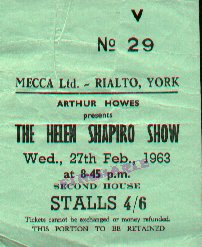 V
No 29
MECCA Ltd. - RIALTO, YORK
ARTHUR HOWES
presents
THE HELEN SHAPIRO SHOW
Wed., 27th Feb., 1963
at 8-45 p.m.
SECOND HOUSE
STALLS 4/6
Tickets cannot be exchanged or money refunded.
THIS PORTION TO BE RETAINED